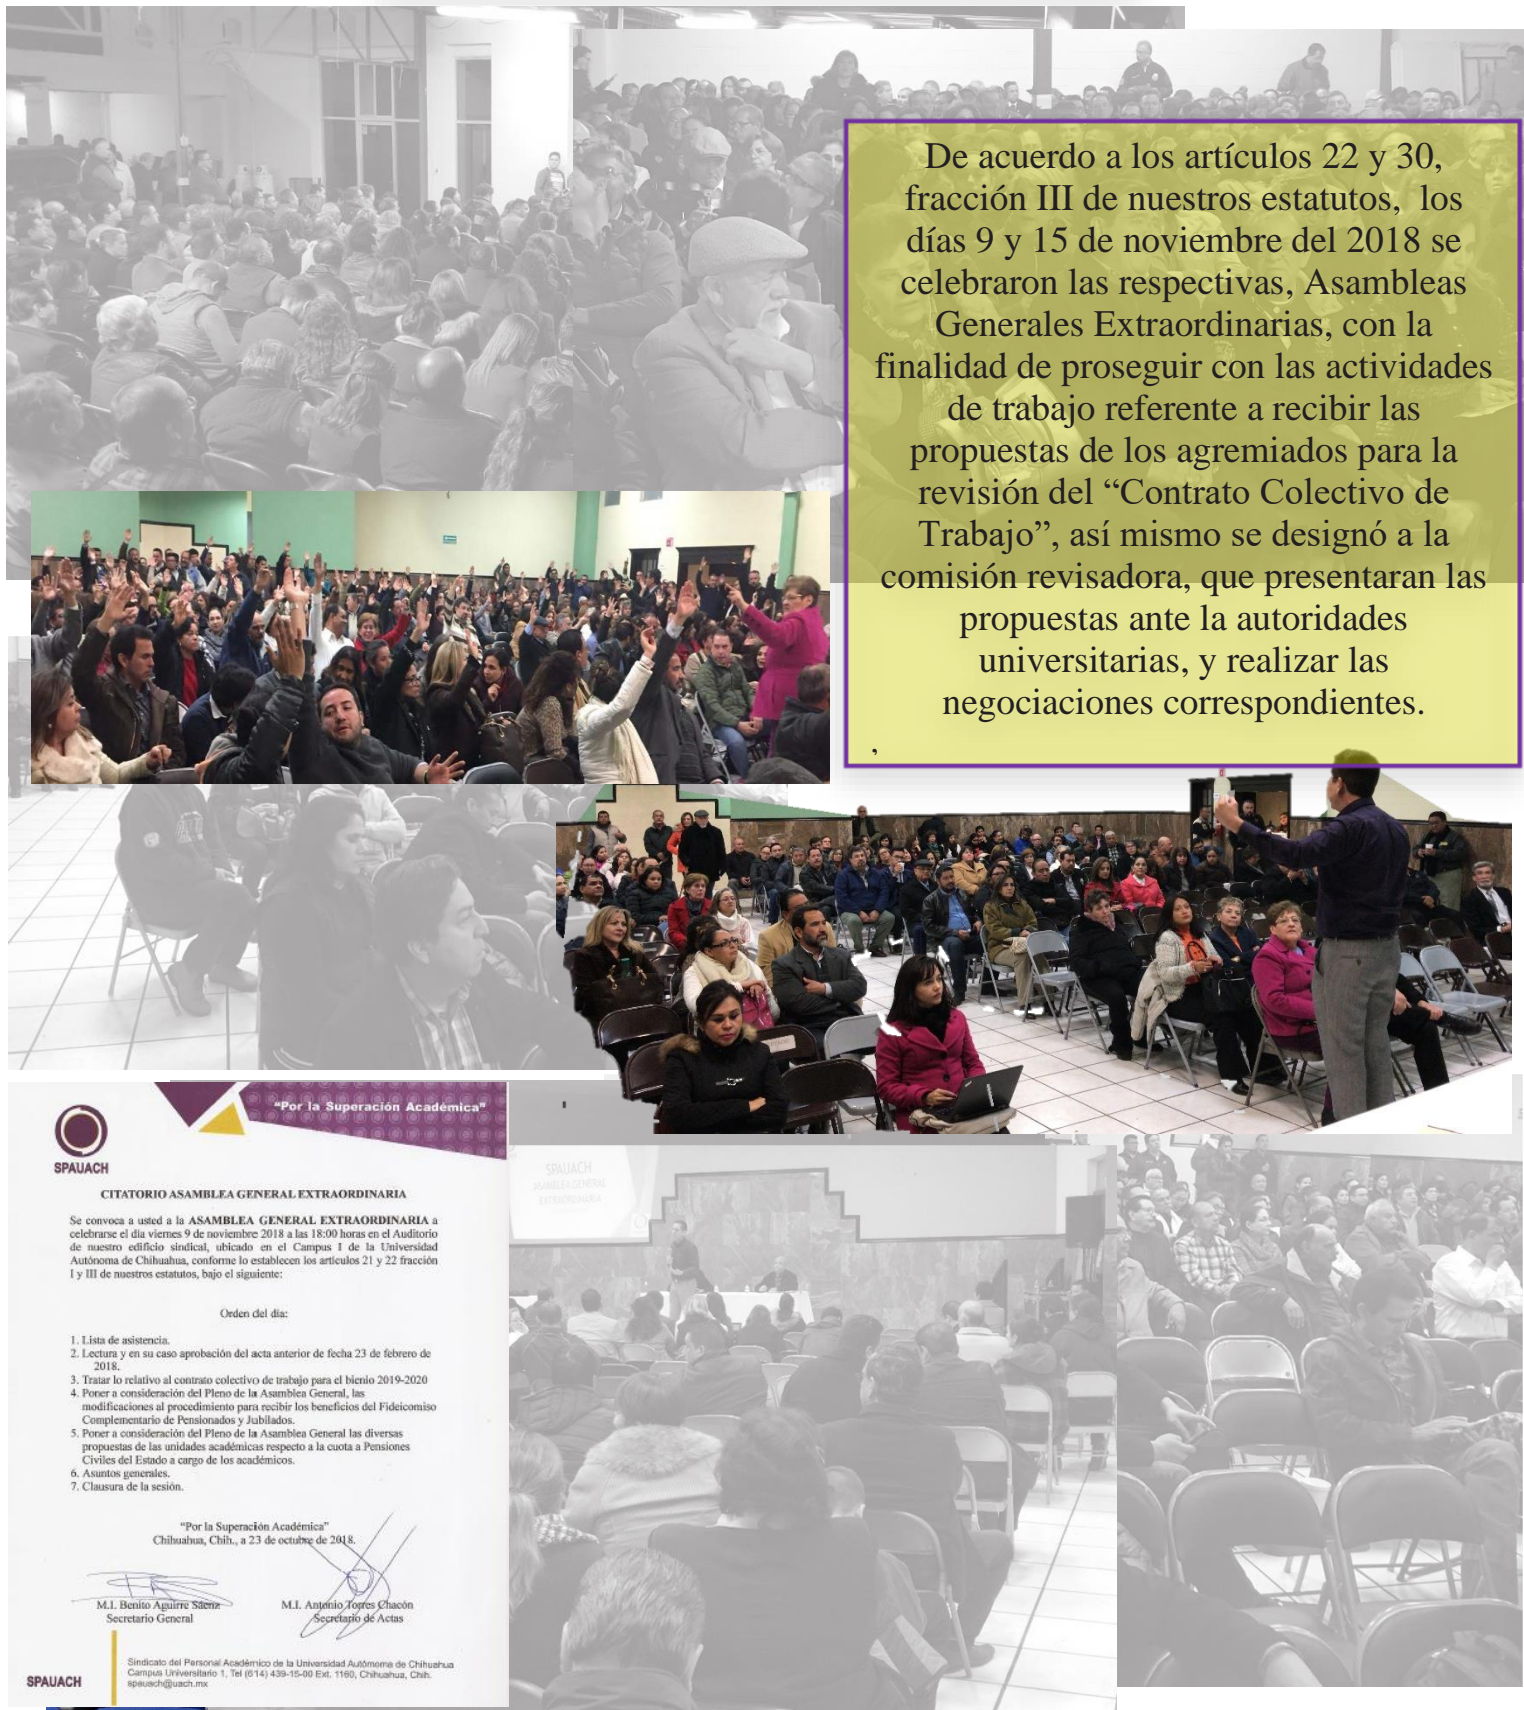 De acuerdo a los artículos 22 y 30,
fracción III de nuestros estatutos, los
días 9 y 15 de noviembre del 2018 se
celebraron las respectivas, Asambleas
Generales Extraordinarias, con la
finalidad de proseguir con las actividades
de trabajo referente a recibir las
propuestas de los agremiados para la
revisión del “Contrato Colectivo de
Trabajo”, así mismo se designó a la
comisión revisadora, que presentaran las
propuestas ante la autoridades
universitarias, y realizar las
negociaciones correspondientes.
,
"Por la Superación Académica"
SPAUACH
CITATORIO ASAMBLEA GENERAL EXTRAORDINARIA
Se convoca a usted a la ASAMBLEA GENERAL EXTRAORDINARIA a
celebrarse el día viernes 9 de noviembre 2018 a las 18:00 horas en el Auditorio
de nuestro edificio sindical, ubicado en el Campus I de la Universidad
Autónoma de Chihuahua, conforme lo establecen los artículos 21 y 22 fracción
I y III de nuestros estatutos, bajo el siguiente:
Orden del día:
1. Lista de asistencia.
2. Lectura y en su caso aprobación del acta anterior de fecha 23 de febrero de
2018.
3. Tratar lo relativo al contrato colectivo de trabajo para el bienio 2019-2020
4. Poner a consideración del Pleno de la Asamblea General, las
modificaciones al procedimiento para recibir los beneficios del Fideicomiso
Complementario de Pensionados y Jubilados.
5. Poner a consideración del Pleno de la Asamblea General las diversas
propuestas de las unidades académicas respecto a la cuota a Pensiones
Civiles del Estado a cargo de los académicos.
6. Asuntos generales.
7. Clausura de la sesión.
“Por la Superación Académica”
Chihuahua, Chih., a 23 de octubre de 2018.
M.I. Benito Aguirre Sáenz
Secretario General
M.I. Antonio Torres Chacón
Secretario de Actas
Sindicato del Personal Académico de la Universidad Autónoma de Chihuahua
Campus Universitario 1, Tel (614) 439-15-00 Ext. 1160, Chihuahua, Chih.
spauach@uach.mx
SPAUACH
SPAUACH
ASAMBLEA GENERAL
EXTRAORDINARIA